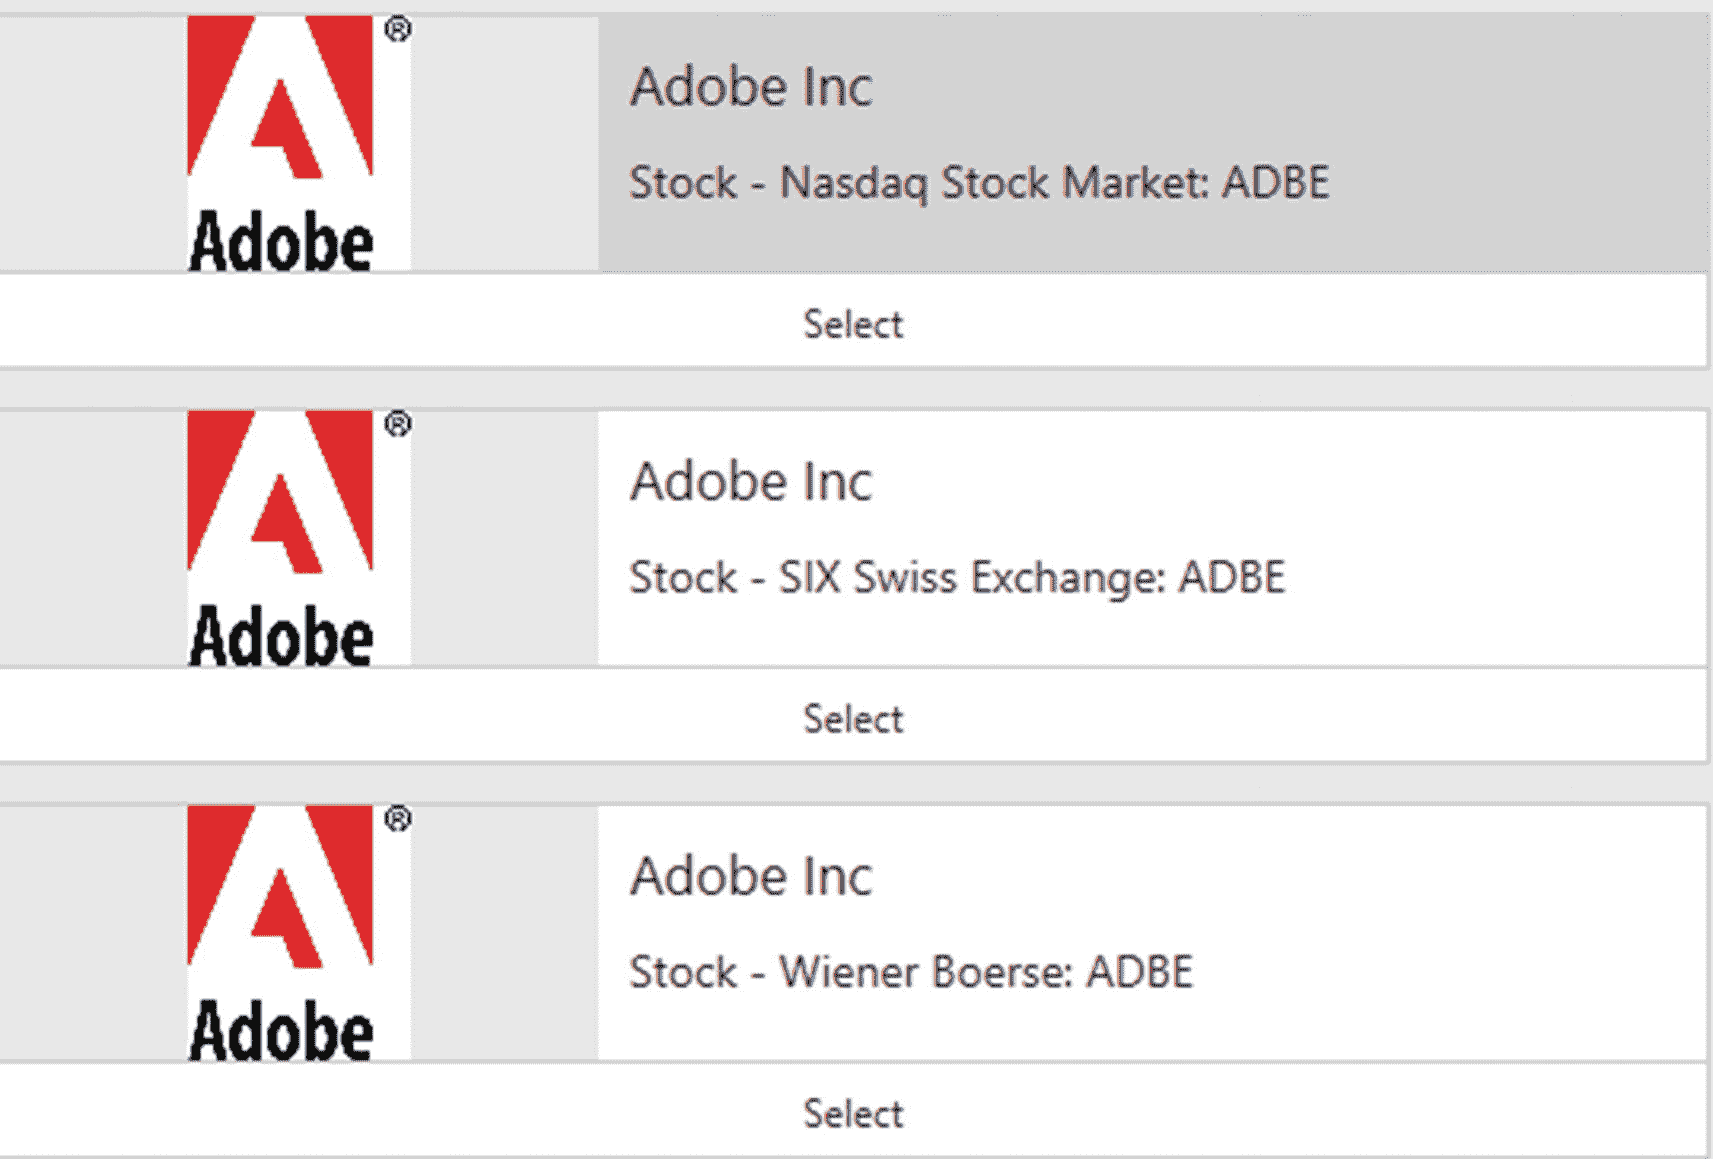 ®
Adobe
Adobe Inc
Stock - Nasdaq Stock Market: ADBE
Select
®
Adobe
Adobe Inc
Stock - SIX Swiss Exchange: ADBE
Select
®
Adobe
Adobe Inc
Stock - Wiener Boerse: ADBE
Select